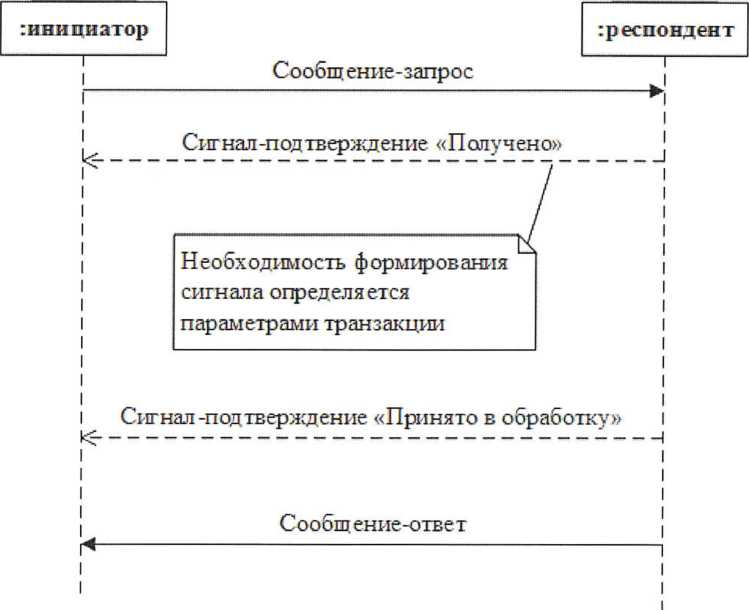 :инициатор
:респондент
Сообщение-запрос
Сигнал-подтверждение «Получено»
Необходимость формирования
сигнала определяется
параметрами транзакции
Сигнал-подтверждение «Принято в обработку»
Сообщение-ответ